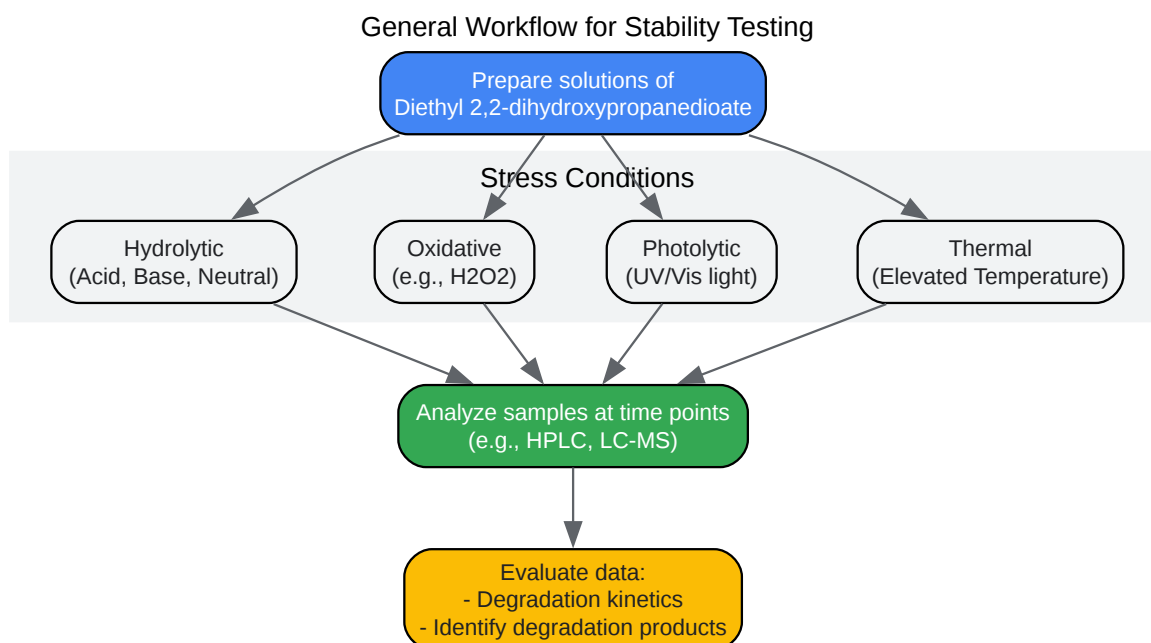 General Workflow for Stability Testing
Prepare solutions of
Diethyl 2,2-dihydroxypropanedioate
Stress Conditions
Hydrolytic
(Acid, Base, Neutral)
Oxidative
(e.g., H2O2)
Photolytic
(UV/Vis light)
Thermal
(Elevated Temperature)
Analyze samples at time points
(e.g., HPLC, LC-MS)
Evaluate data:
- Degradation kinetics
- Identify degradation products